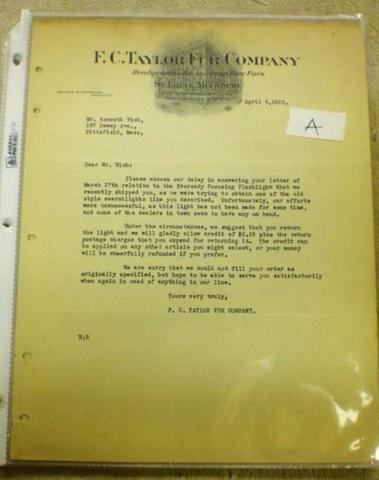 F. C. TAYLOR FUR COMPANY
Headquarters for American Raw Furs
ST. LOUIS, MISSOURI.
April 6, 1932.
A
Mr. Kenneth Wish,
197 Dewey Ave.,
Pittsfield, Mass.
Dear Mr. Wish:
Please excuse our delay in answering your letter of
March 27th relative to the Eveready Focusing Flashlight that we
recently shipped you, as we were trying to obtain one of the old
style searchlights like you described. Unfortunately, our efforts
were unsuccessful, as this light has not been made for some time,
and none of the dealers in town seem to have any on hand.
Under the circumstances, we suggest that you return
the light and we will gladly allow credit of $2.25 plus the return
postage charges that you expend for returning it. The credit can
be applied on any other article you might select, or your money
will be cheerfully refunded if you prefer.
We are sorry that we could not fill your order as
originally specified, but hope to be able to serve you satisfactorily
when again in need of anything in our line.
Yours very truly,
F. C. TAYLOR FUR COMPANY.